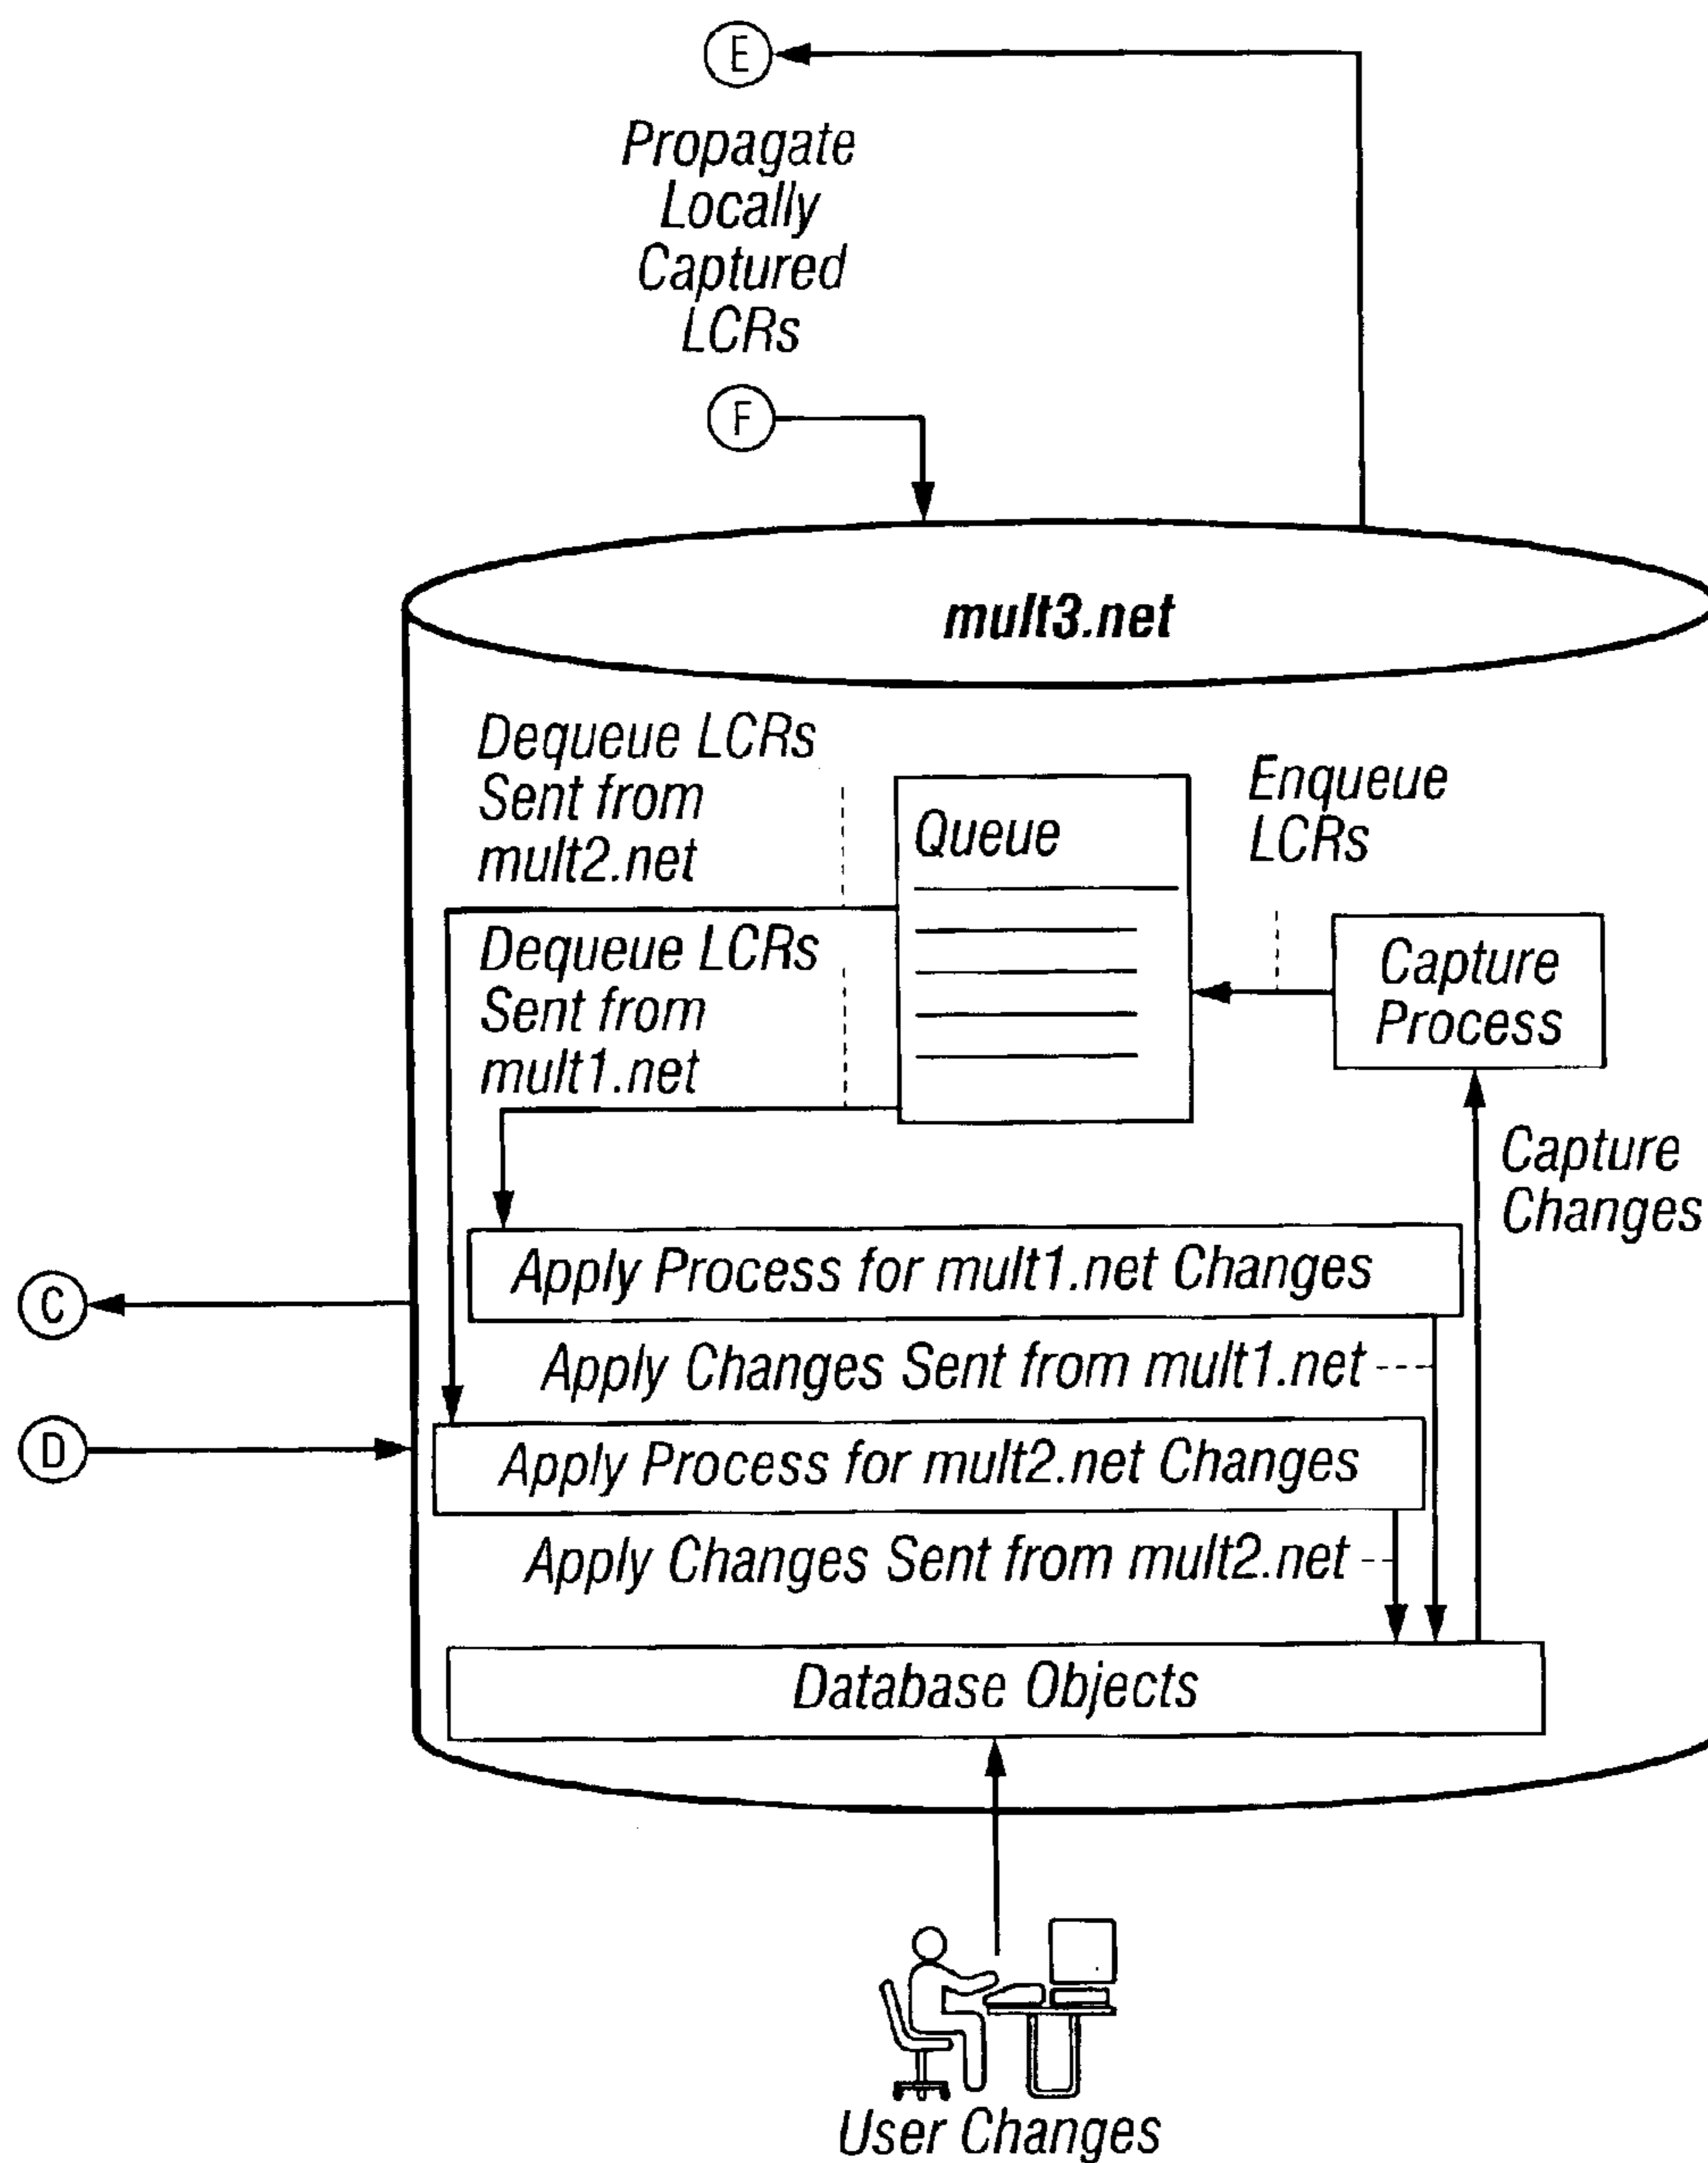 E
Propagate
Locally
Captured
LCRs
F
mult3.net
Dequeue LCRs
Sent from
mult2.net
Queue
Enqueue
LCRs
Dequeue LCRs
Sent from
mult1.net
Capture
Process
Capture
Changes
Apply Process for mult1.net Changes
C
Apply Changes Sent from mult1.net
D
Apply Process for mult2.net Changes
Apply Changes Sent from mult2.net
Database Objects
User Changes